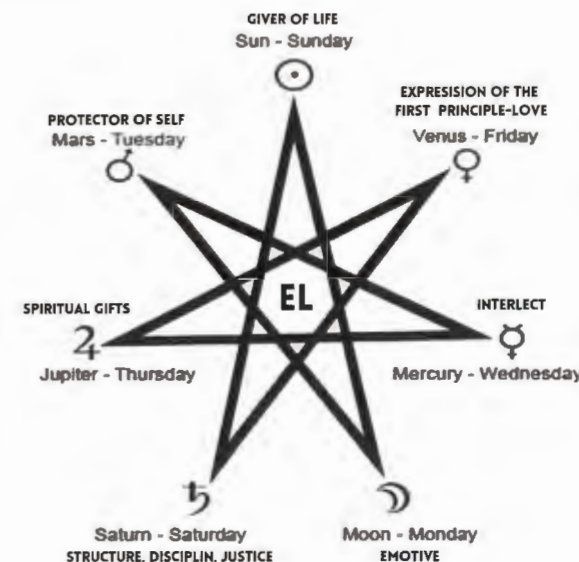 GIVER OF LIFE
Sun - Sunday
EXPRESISION OF THE
FIRST PRINCIPLE-LOVE
Venus - Friday
PROTECTOR OF SELF
Mars - Tuesday
EL
SPIRITUAL GIFTS
Jupiter - Thursday
INTERLECT
Mercury - Wednesday
Saturn - Saturday
STRUCTURE, DISCIPLIN, JUSTICE
Moon - Monday
EMOTIVE